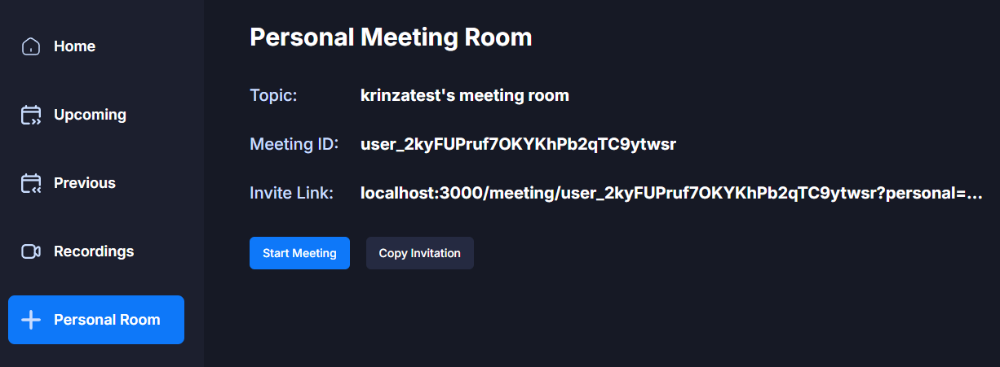 Home
Upcoming
Previous
Recordings
Personal Room
Personal Meeting Room
Topic: krinzatest's meeting room
Meeting ID: user_2kyFUPruf7OKYKhPb2qTC9ytwsr
Invite Link: localhost:3000/meeting/user_2kyFUPruf7OKYKhPb2qTC9ytwsr?personal=...
Start Meeting Copy Invitation